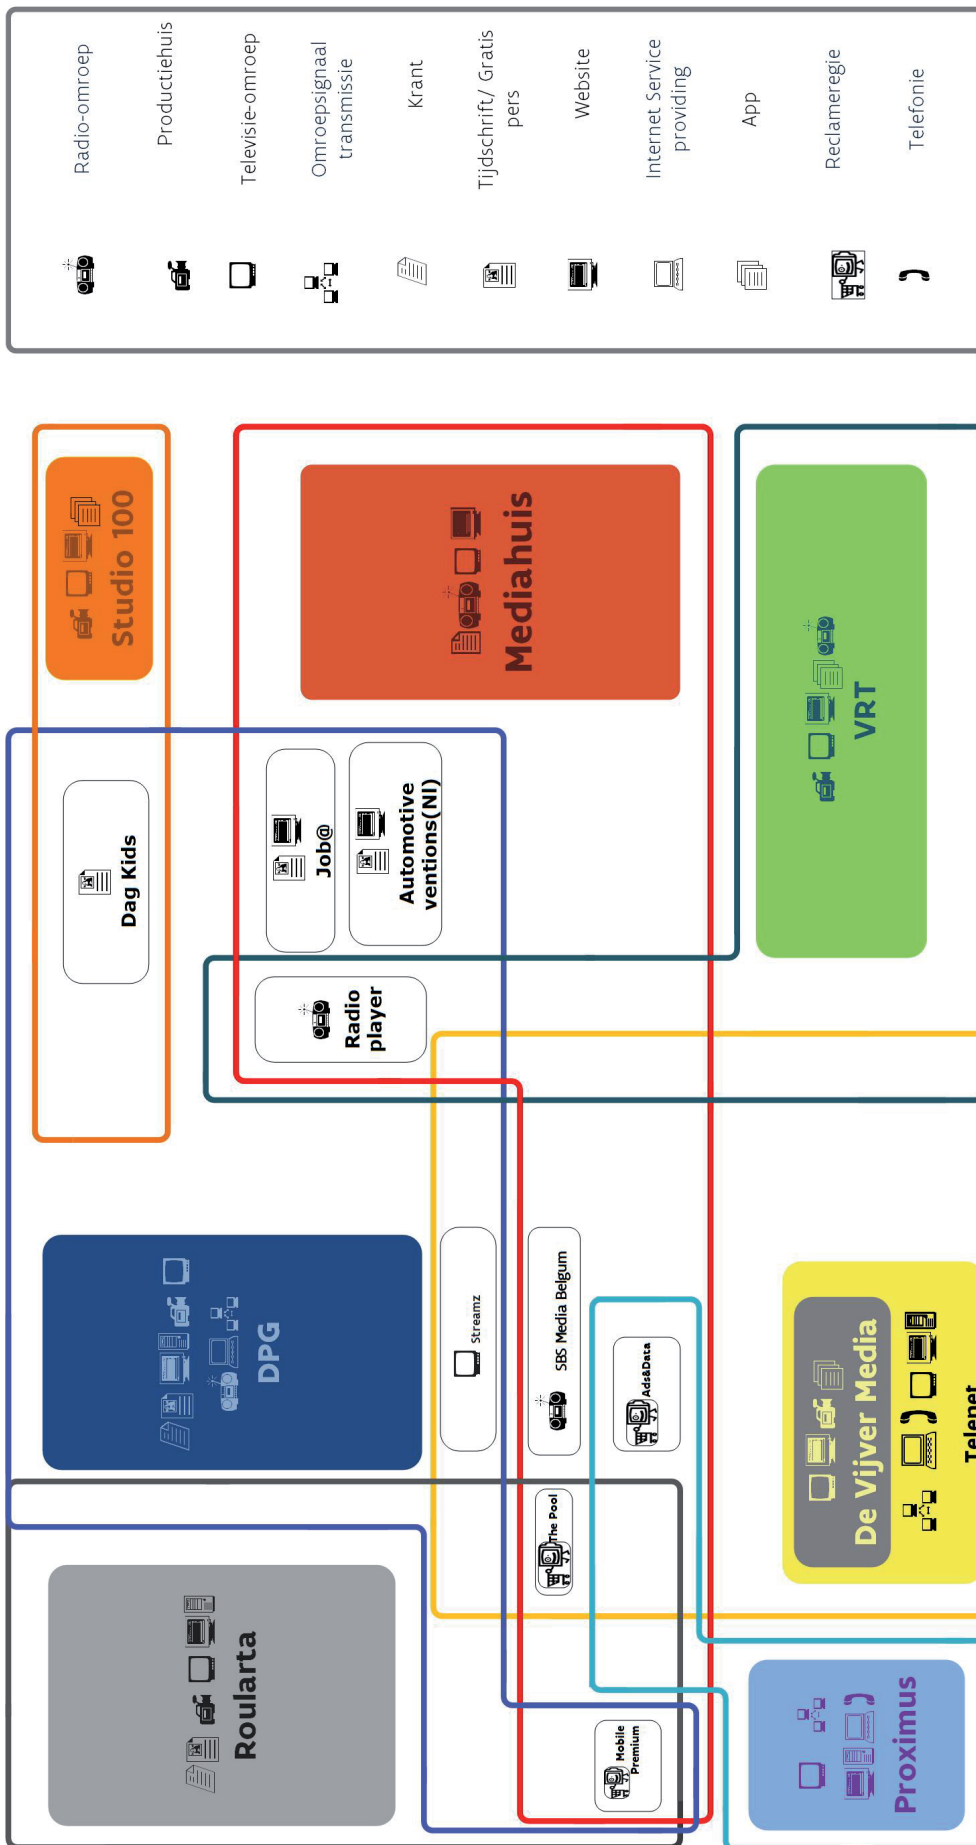 Radio-omroep
Productiehuis
Televisie-omroep
Omroepsignaal
transmissie
Krant
Tijdschrift/ Gratis
pers
Website
Internet Service
providing
App
Reclameregie
Telefonie
Studio 100
Mediahuis
VRT
Dag Kids
Job@
Automotive
ventions(NI)
Radio
player
DPG
Streamz
SBS Media Belgum
Ads&Data
De Vijver Media
Telenet
The Pool
Roularta
Mobile
Premium
Proximus